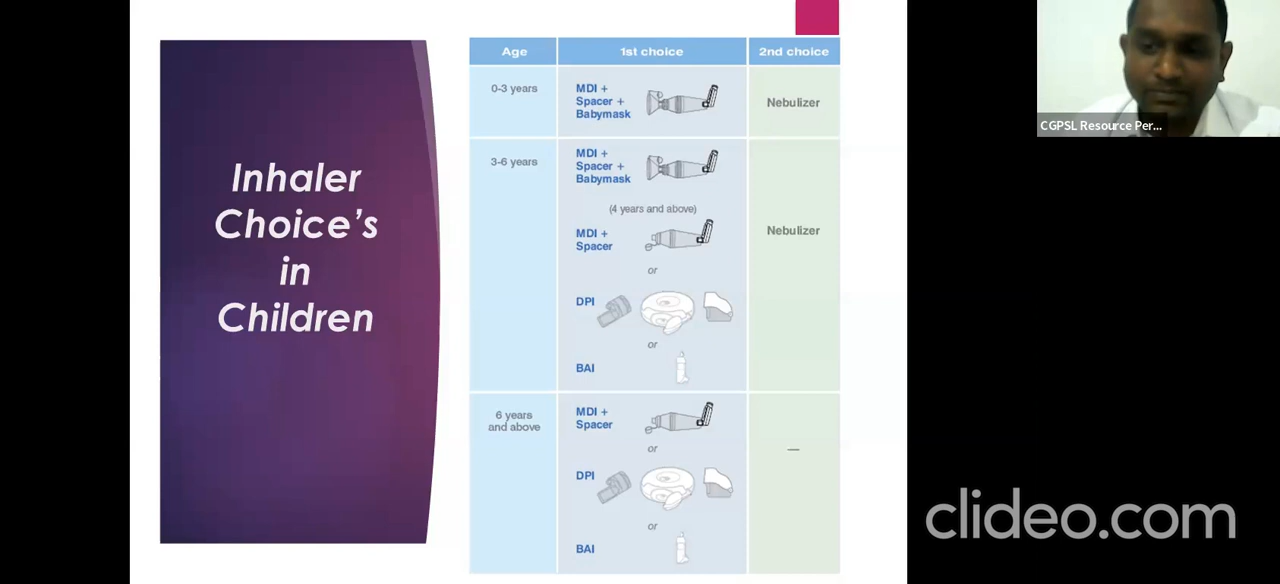 Inhaler
Choice’s
in
Children
Age
1st choice
2nd choice
0-3 years
MDI +
Spacer +
Babymask
Nebulizer
3-6 years
MDI +
Spacer +
Babymask
(4 years and above)
MDI +
Spacer
or
DPI
or
BAI
Nebulizer
6 years
and above
MDI +
Spacer
or
DPI
or
BAI
—
CGPSL Resource Per...
clideo.com